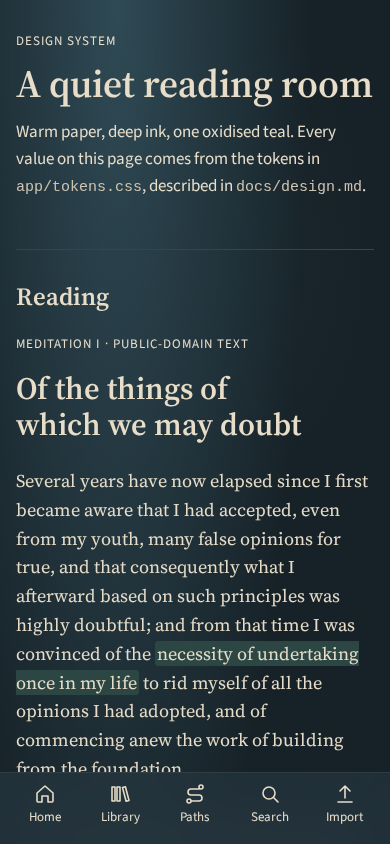 DESIGN SYSTEM
A quiet reading room
Warm paper, deep ink, one oxidised teal. Every
value on this page comes from the tokens in
app/tokens.css, described in docs/design.md.
Reading
MEDITATION I · PUBLIC-DOMAIN TEXT
Of the things of
which we may doubt
Several years have now elapsed since I first
became aware that I had accepted, even
from my youth, many false opinions for
true, and that consequently what I
afterward based on such principles was
highly doubtful; and from that time I was
convinced of the necessity of undertaking
once in my life to rid myself of all the
opinions I had adopted, and of
commencing anew the work of building
from the foundation
Home
Library
Paths
Search
Import